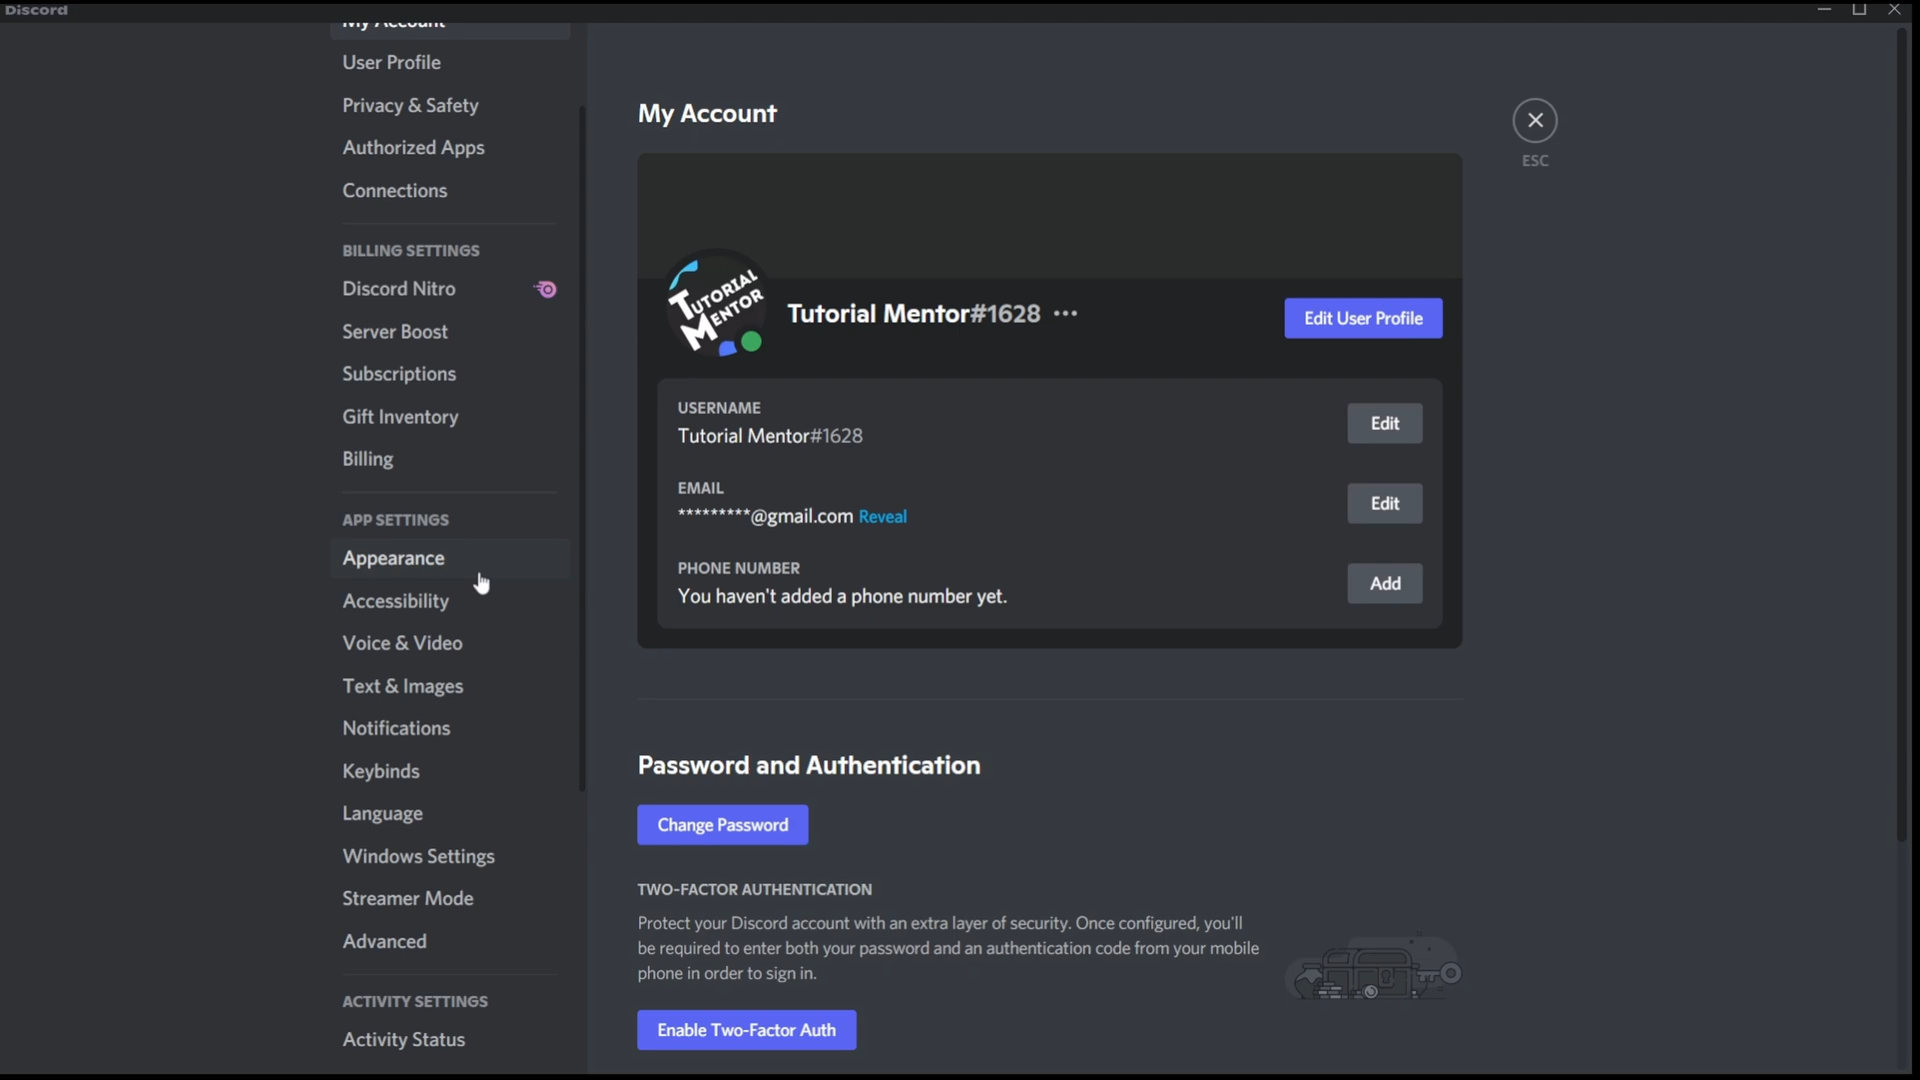 Discord
My Account
User Profile
Privacy & Safety
Authorized Apps
Connections
BILLING SETTINGS
Discord Nitro
Server Boost
Subscriptions
Gift Inventory
Billing
APP SETTINGS
Appearance
Accessibility
Voice & Video
Text & Images
Notifications
Keybinds
Language
Windows Settings
Streamer Mode
Advanced
ACTIVITY SETTINGS
Activity Status
My Account
ESC
TUTORIAL
MENTOR
Tutorial Mentor#1628
Edit User Profile
USERNAME
Tutorial Mentor#1628
Edit
EMAIL
*********@gmail.com Reveal
Edit
PHONE NUMBER
You haven't added a phone number yet.
Add
Password and Authentication
Change Password
TWO-FACTOR AUTHENTICATION
Protect your Discord account with an extra layer of security. Once configured, you'll
be required to enter both your password and an authentication code from your mobile
phone in order to sign in.
Enable Two-Factor Auth